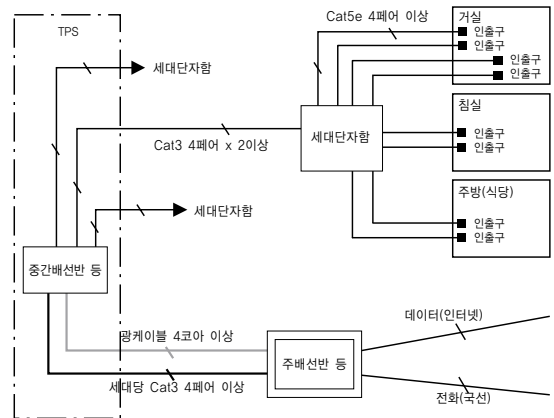 TPS
Cat5e 4페어 이상
거실
인출구
인출구
인출구
인출구
세대단자함
침실
세대단자함
인출구
인출구
Cat3 4페어 x 2이상
주방(식당)
세대단자함
인출구
인출구
중간배선반 등
데이터(인터넷)
광케이블 4코아 이상
주배선반 등
세대당 Cat3 4페어 이상
전화(국선)